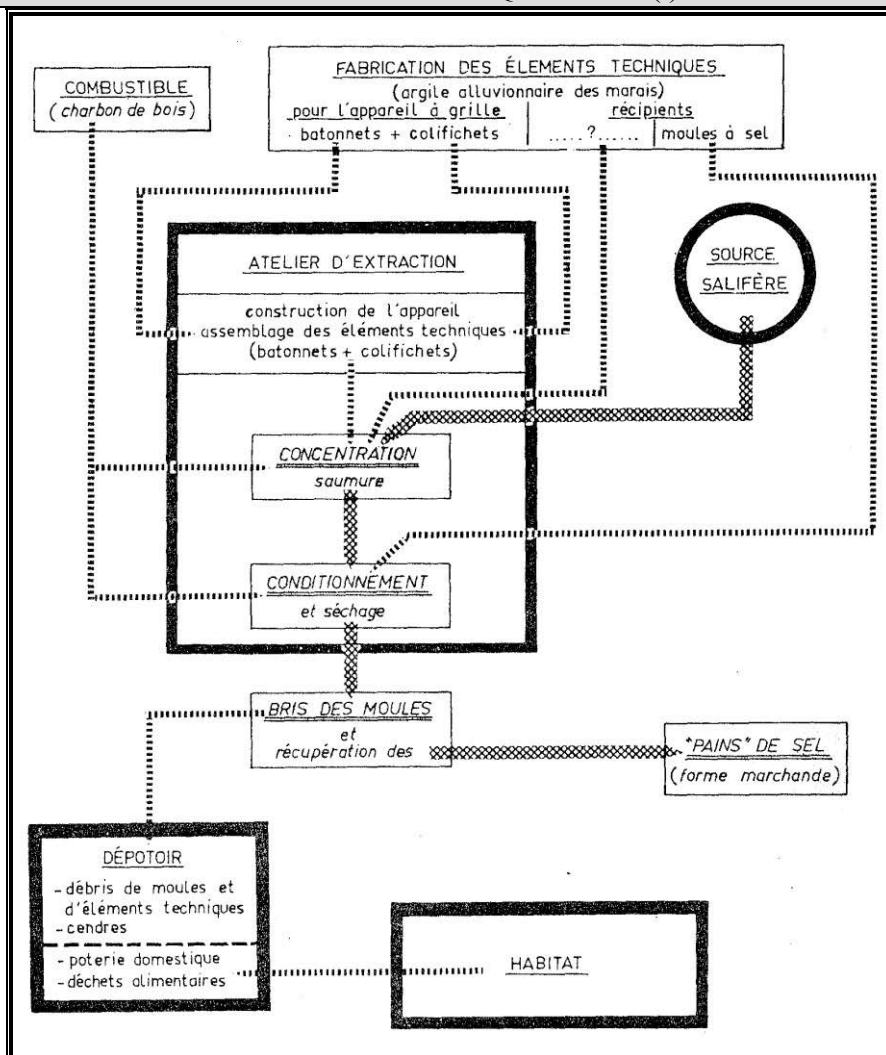 COMBUSTIBLE
(charbon de bois)
FABRICATION DES ÉLEMENTS TECHNIQUES
(argile alluvionnaire des marais)
pour l'appareil à grille
batonnets + colifichets
récipients
.....?......
moules à sel
ATELIER D'EXTRACTION
construction de l'appareil
assemblage des éléments techniques
(batonnets + colifichets)
SOURCE
SALIFÈRE
CONCENTRATION
saumure
CONDITIONNEMENT
et séchage
BRIS DES MOULES
et
récupération des
"PAINS" DE SEL
(forme marchande)
DÉPOTOIR
- débris de moules et
d'éléments techniques
- cendres
- poterie domestique
- déchets alimentaires
HABITAT